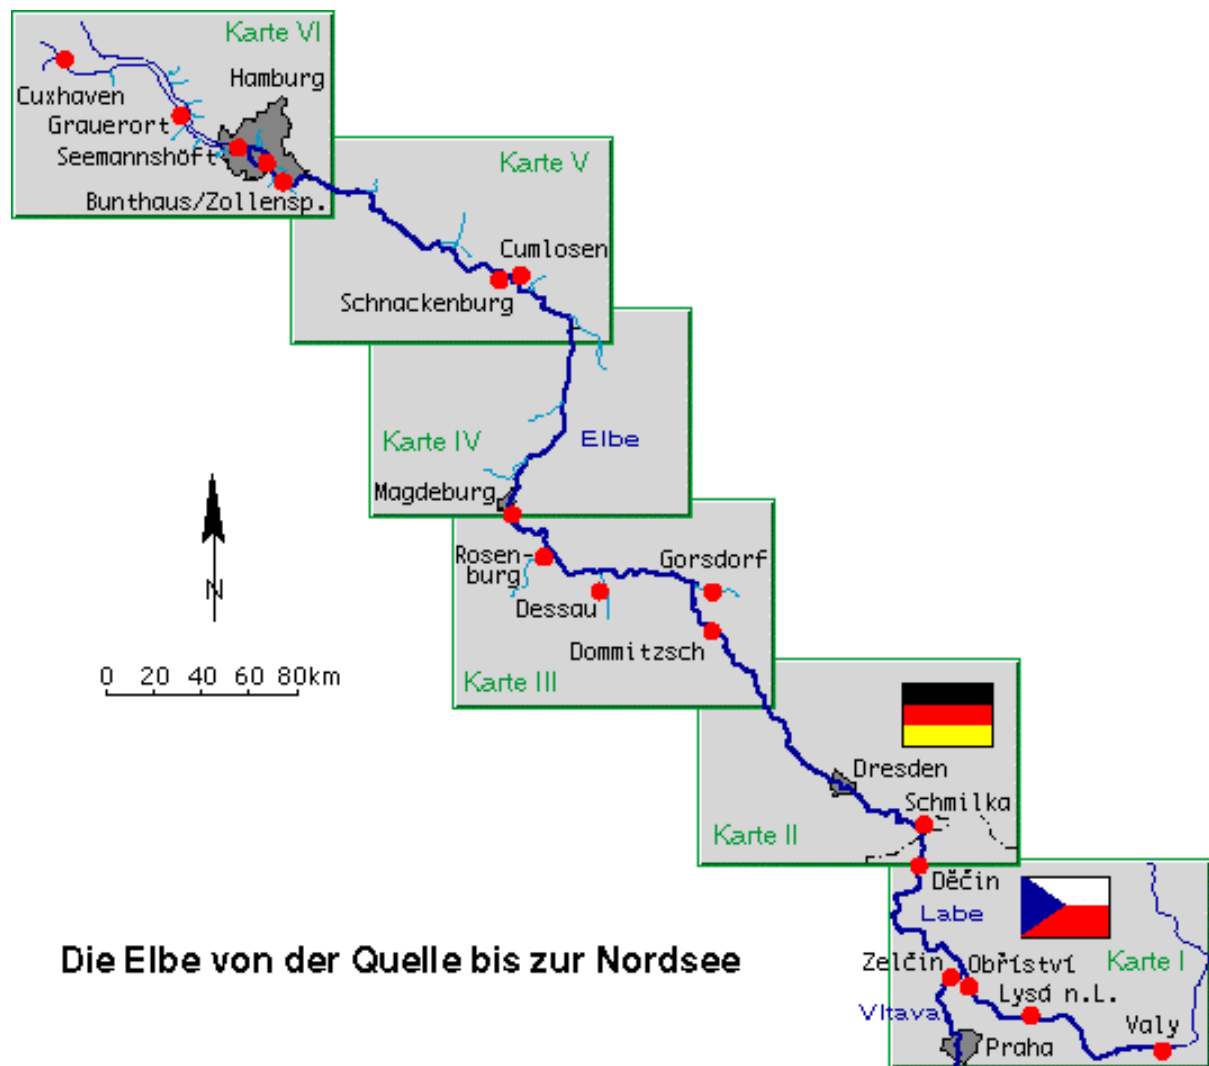 Karte VI
Hamburg
Cuxhaven
Grauerort
Seemannshöft
Bunthaus/Zollensp.
Karte V
Cumlosen
Schnackenburg
Karte IV
Elbe
Magdeburg
Rosen-
burg
Gorsdorf
Dessau
Dommitzsch
Karte III
N
0 20 40 60 80km
Dresden
Schmilka
Karte II
Děčin
Labe
Die Elbe von der Quelle bis zur Nordsee
Zelčin
Obříství
Karte I
Lysá n.L.
Vltava
Valy
Praha